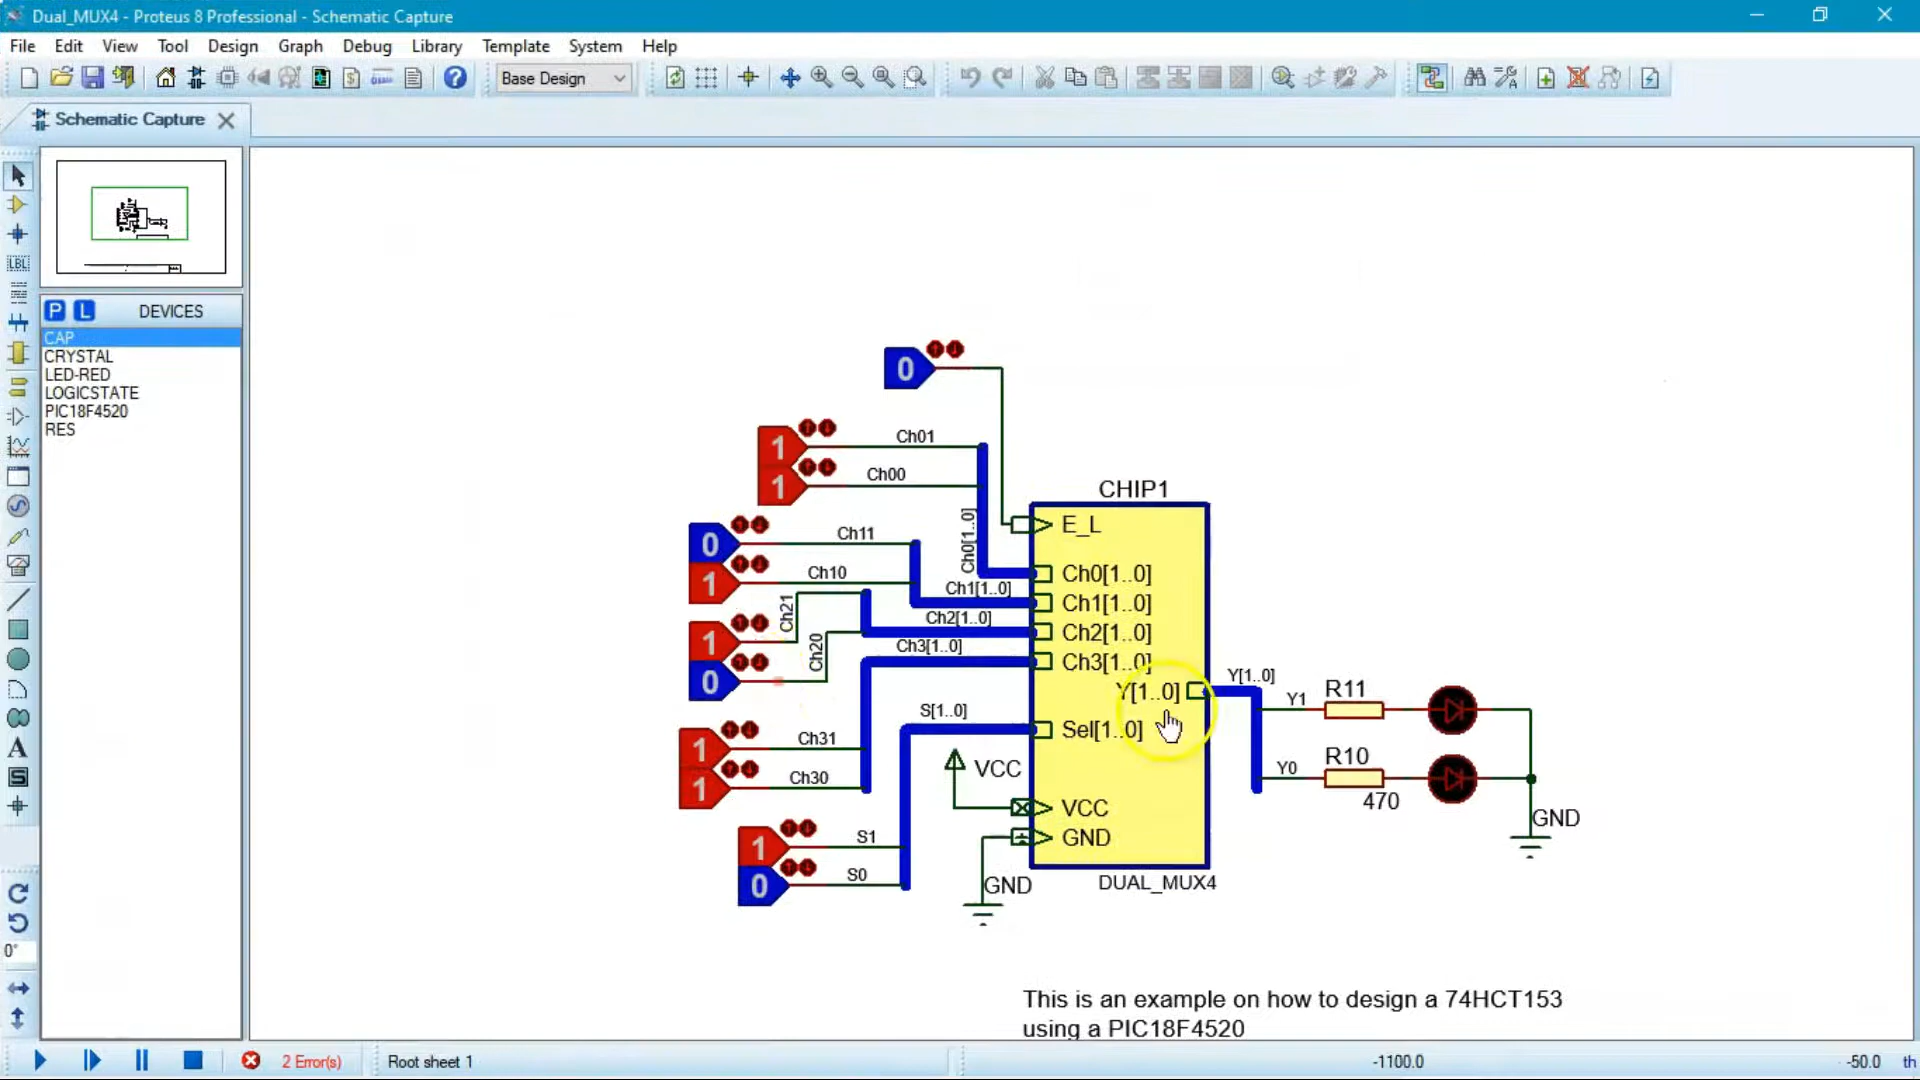 Dual_MUX4 - Proteus 8 Professional - Schematic Capture
File Edit View Tool Design Graph Debug Library Template System Help
Base Design
Schematic Capture
P L DEVICES
CAP
CRYSTAL
LED-RED
LOGICSTATE
PIC18F4520
RES
LBL
A
S
0°
0
1
Ch01
1
Ch00
0
Ch11
1
Ch10
1
Ch21
0
Ch20
1
Ch31
1
Ch30
1
S1
0
S0
Ch0[1..0]
Ch1[1..0]
Ch2[1..0]
Ch3[1..0]
S[1..0]
VCC
GND
CHIP1
E_L
Ch0[1..0]
Ch1[1..0]
Ch2[1..0]
Ch3[1..0]
Y[1..0]
Sel[1..0]
VCC
GND
DUAL_MUX4
Y[1..0]
Y1
R11
Y0
R10
470
GND
This is an example on how to design a 74HCT153
using a PIC18F4520
2 Error(s)
Root sheet 1
-1100.0
-50.0
th